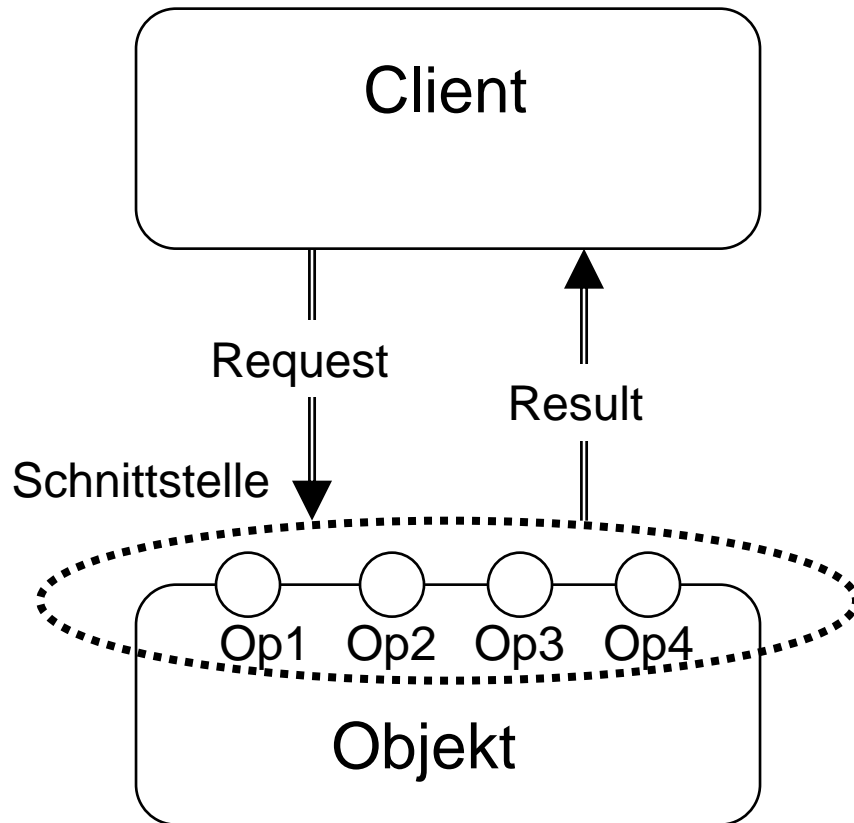 Client
Request
Result
Schnittstelle
Op1 Op2 Op3 Op4
Objekt